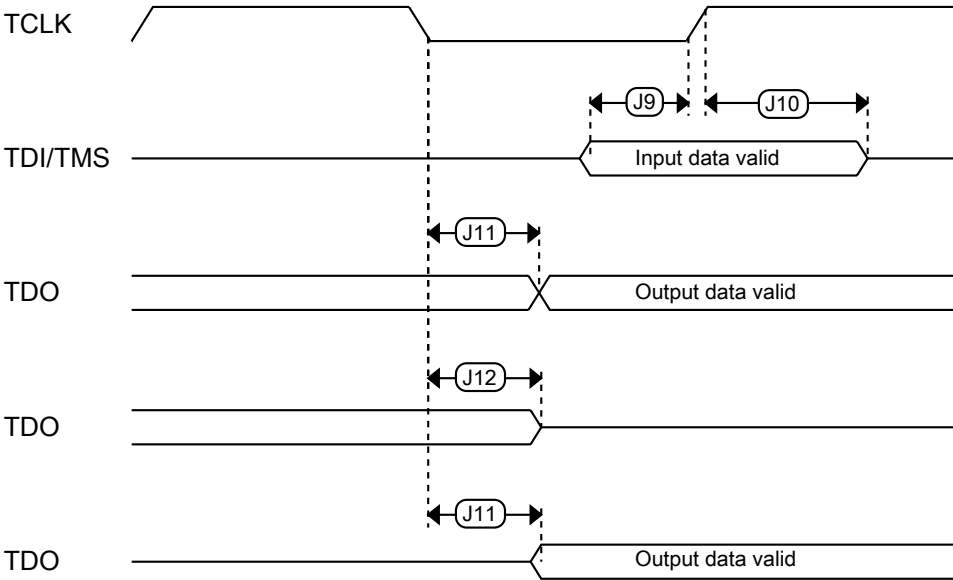 TCLK
J9
J10
TDI/TMS
Input data valid
J11
TDO
Output data valid
J12
TDO
J11
TDO
Output data valid